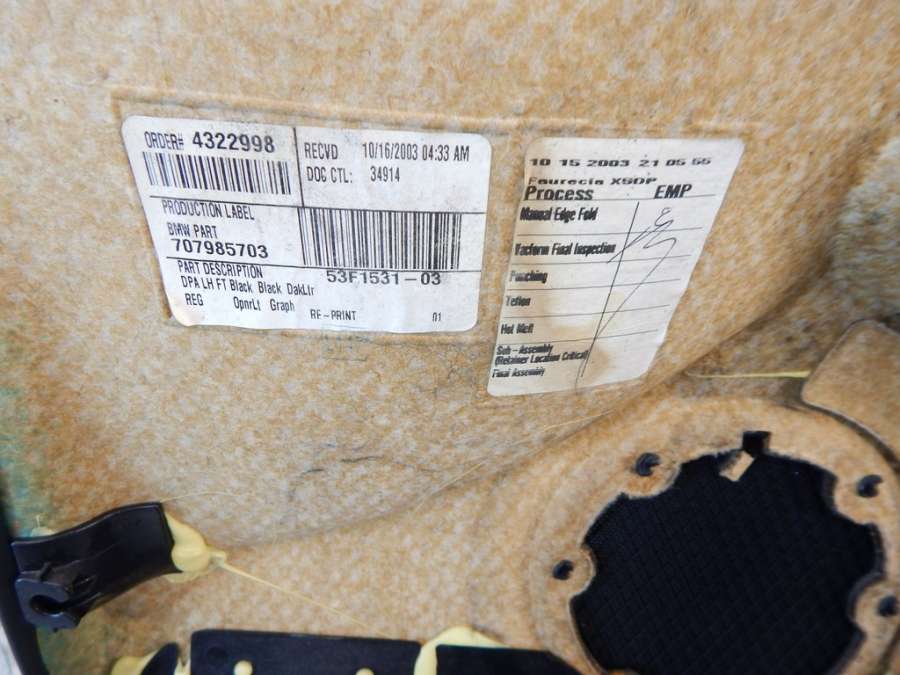 ORDER# 4322998
RECVD 10/16/2003 04:33 AM
DOC CTL: 34914
PRODUCTION LABEL
BMW PART
707985703
53F1531-03
PART DESCRIPTION
DPA LH FT Black Black DakLtr
REG OpnrLt Graph
RE-PRINT 01
10 15 2003 21 05 55
Faurecia XSDP
Process EMP
Manual Edge Fold
Vacform Final Inspection
Punching
Teflon
Hot Melt
Sub-Assembly
(Retainer Location Critical)
Final Assembly